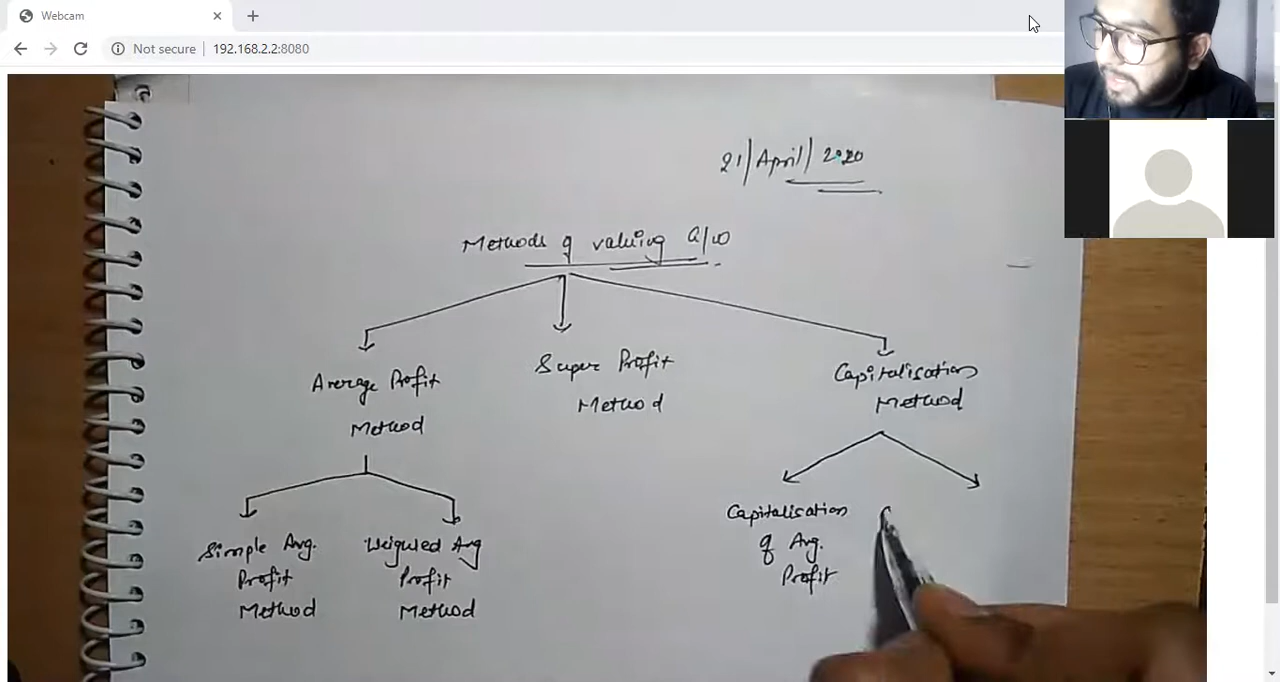 Webcam
Not secure
192.168.2.2:8080
21/April/2020
Methods of valuing G/W
Average Profit
Method
Super Profit
Method
Capitalisation
Method
Simple Avg.
Profit
Method
Weighted Avg
Profit
Method
Capitalisation
of Avg.
Profit
C